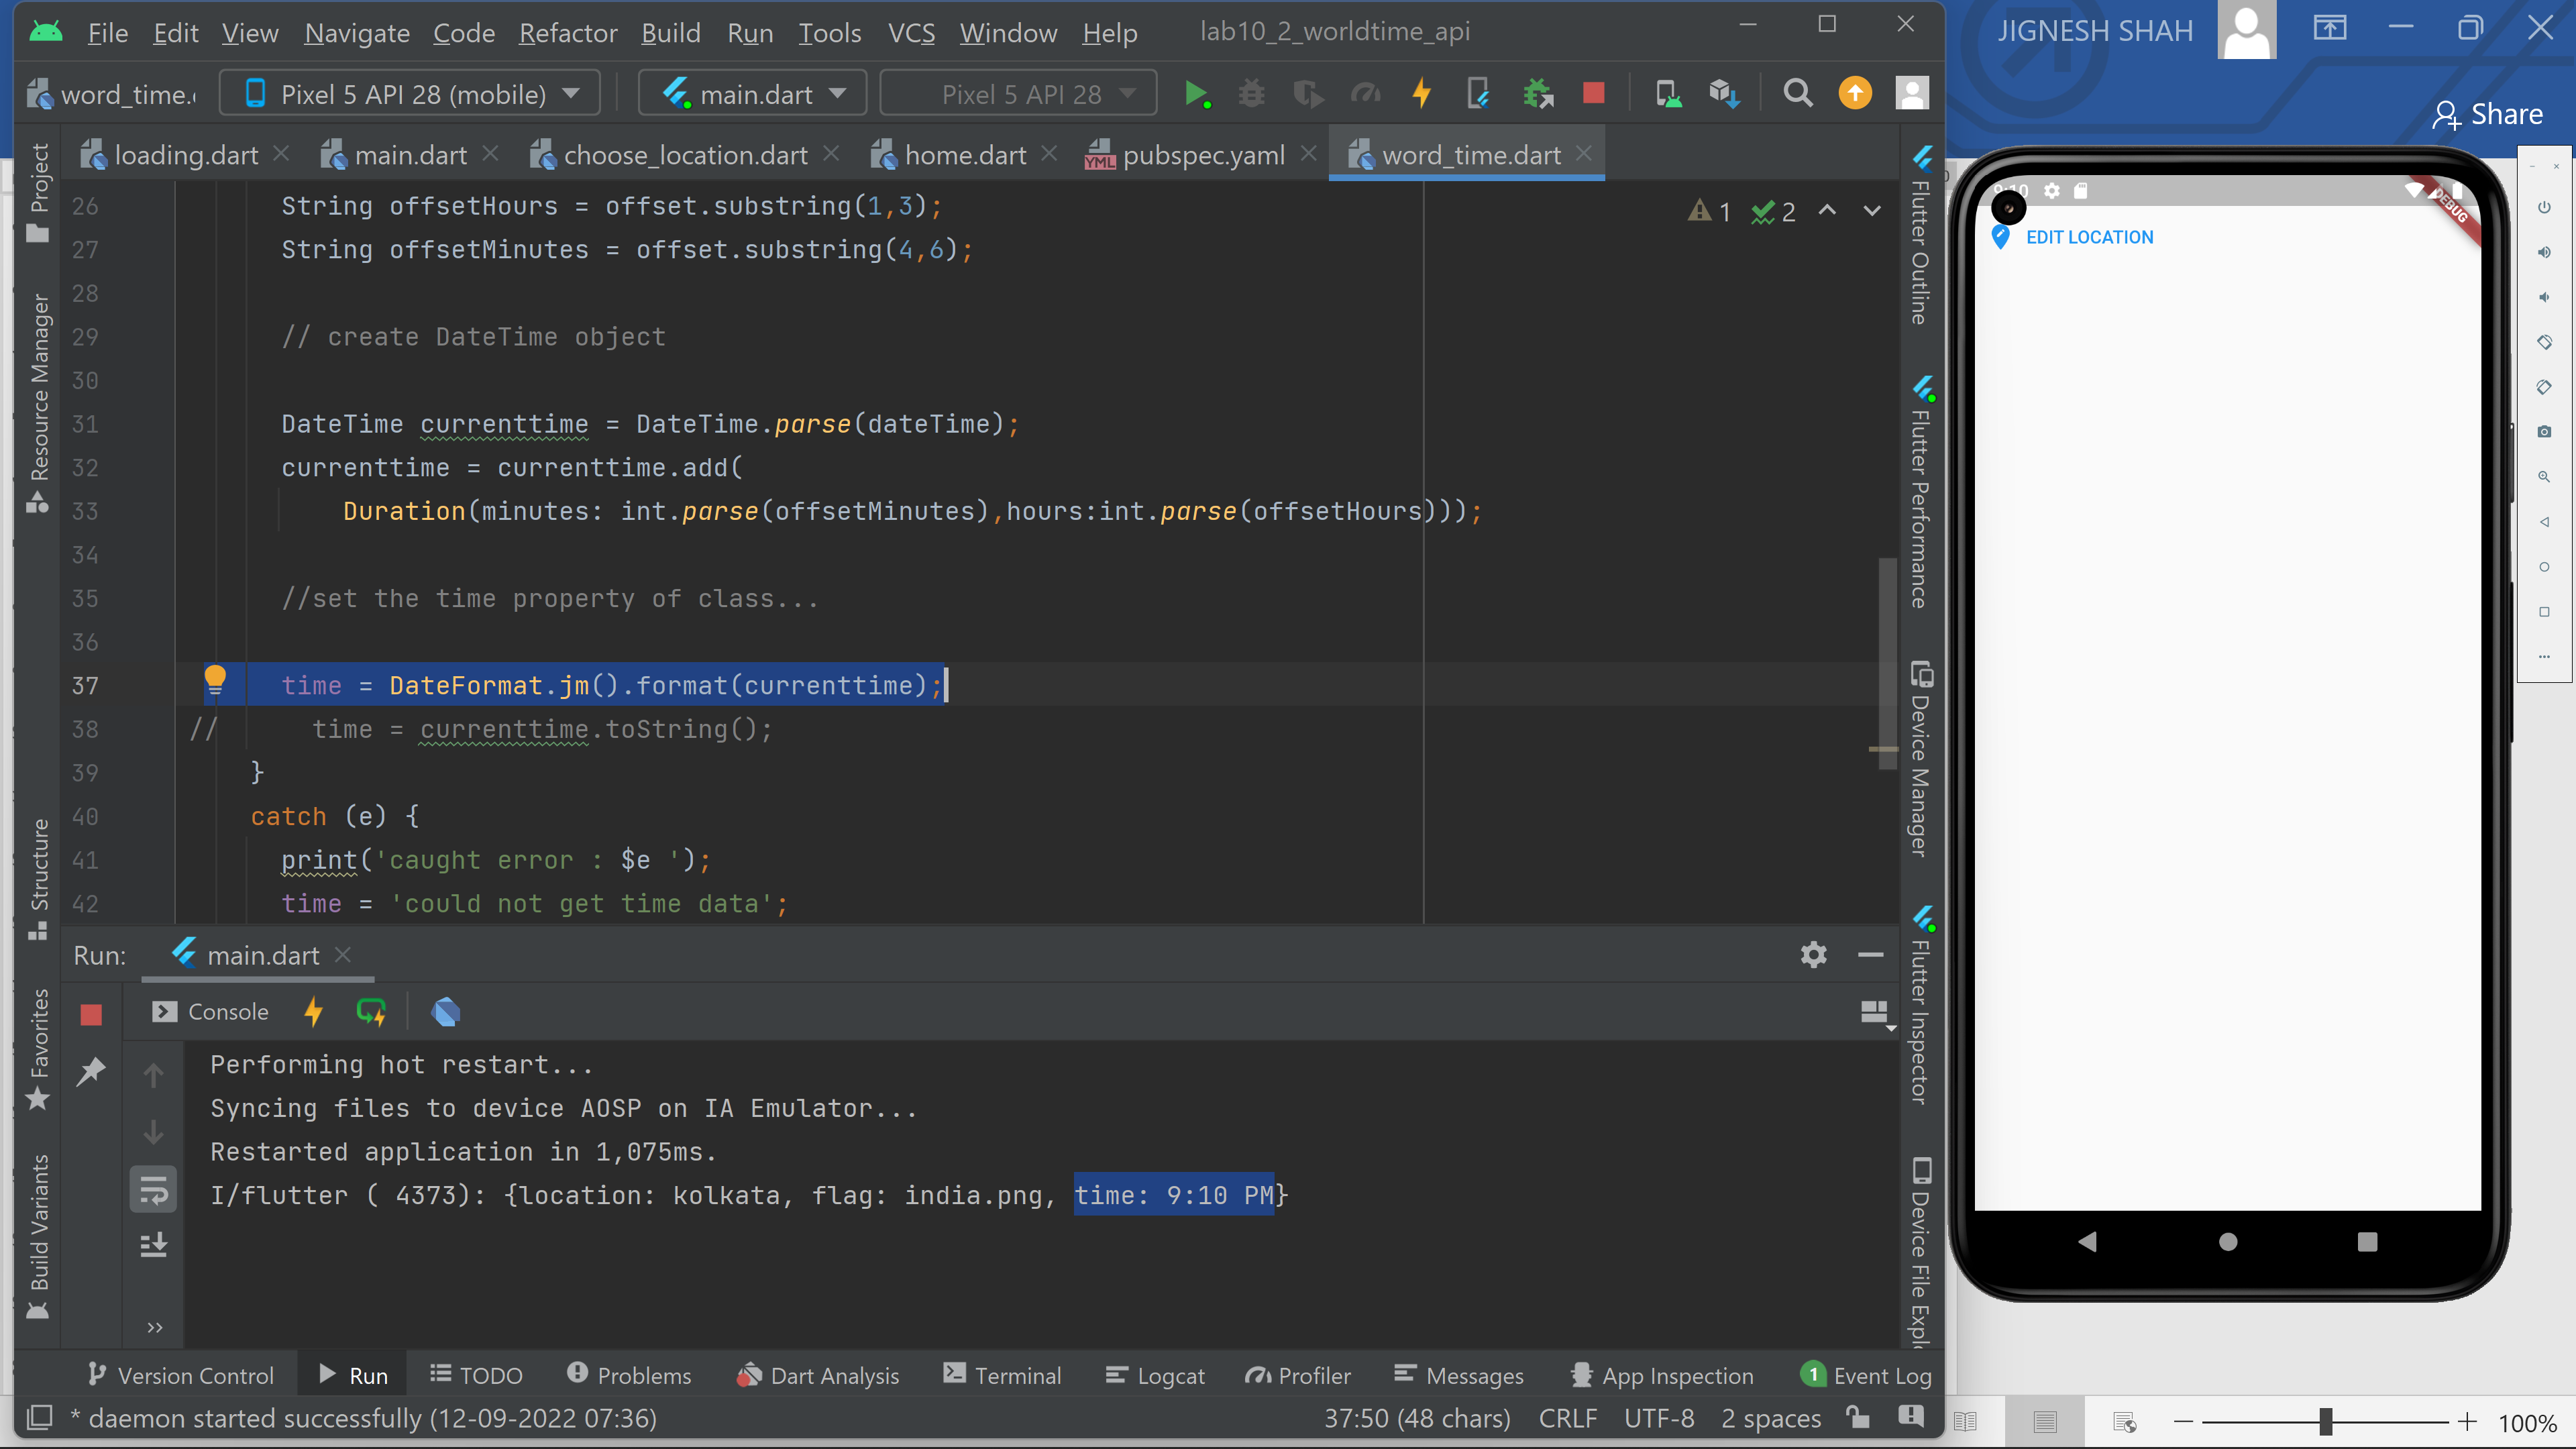 File Edit View Navigate Code Refactor Build Run Tools VCS Window Help lab10_2_worldtime_api
JIGNESH SHAH
Share
word_time. Pixel 5 API 28 (mobile) main.dart Pixel 5 API 28
loading.dart main.dart choose_location.dart home.dart YML pubspec.yaml word_time.dart
1 2
26 String offsetHours = offset.substring(1,3);
27 String offsetMinutes = offset.substring(4,6);
28
29 // create DateTime object
30
31 DateTime currenttime = DateTime.parse(dateTime);
32 currenttime = currenttime.add(
33 Duration(minutes: int.parse(offsetMinutes),hours:int.parse(offsetHours)));
34
35 //set the time property of class...
36
37 time = DateFormat.jm().format(currenttime);
38 // time = currenttime.toString();
39 }
40 catch (e) {
41 print('caught error : $e ');
42 time = 'could not get time data';
Project
Resource Manager
Structure
Favorites
Build Variants
Flutter Outline
Flutter Performance
Device Manager
Flutter Inspector
Device File Explo
Run: main.dart
Console
Performing hot restart...
Syncing files to device AOSP on IA Emulator...
Restarted application in 1,075ms.
I/flutter ( 4373): {location: kolkata, flag: india.png, time: 9:10 PM}
Version Control Run TODO Problems Dart Analysis Terminal Logcat Profiler Messages App Inspection 1 Event Log
* daemon started successfully (12-09-2022 07:36) 37:50 (48 chars) CRLF UTF-8 2 spaces
9:10
DEBUG
EDIT LOCATION
100%